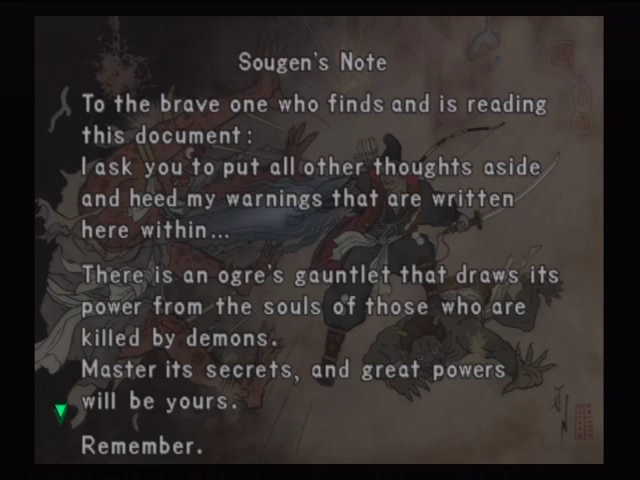 Sougen's Note
To the brave one who finds and is reading
this document:
I ask you to put all other thoughts aside
and heed my warnings that are written
here within...
There is an ogre's gauntlet that draws its
power from the souls of those who are
killed by demons.
Master its secrets, and great powers
will be yours.
Remember.